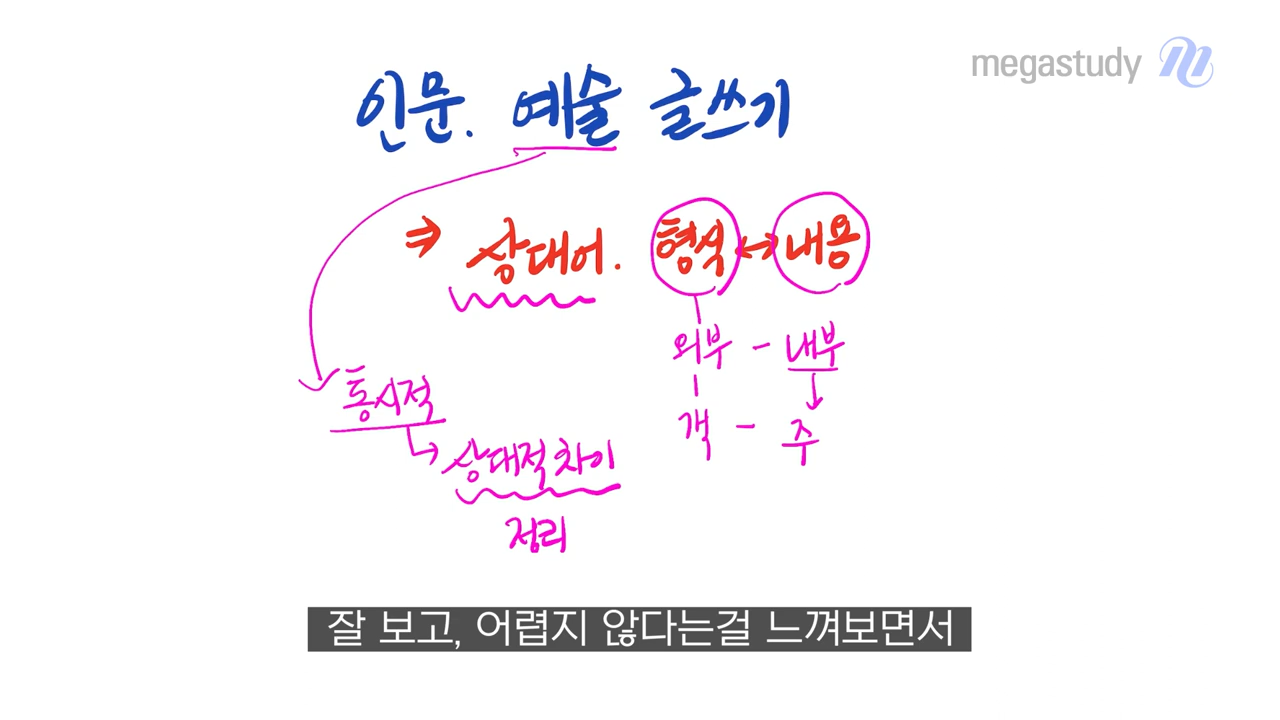 megastudy
인문. 예술 글쓰기
⇒ 상대어. 형식 ↔ 내용
외부 - 내부
통시적
객 - 주
상대적 차이
정리
잘 보고, 어렵지 않다는걸 느껴보면서